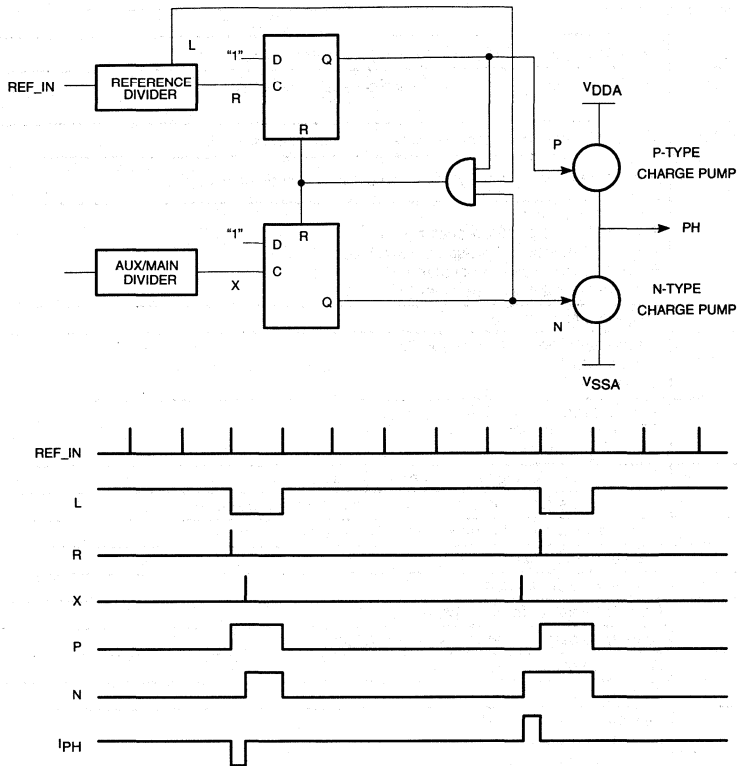 L
"1"
D
Q
REF_IN
REFERENCE
DIVIDER
R
C
R
VDDA
P
P-TYPE
CHARGE PUMP
PH
"1"
R
D
AUX/MAIN
DIVIDER
X
C
Q
N
N-TYPE
CHARGE PUMP
VSSA
REF_IN
L
R
X
P
N
IPH